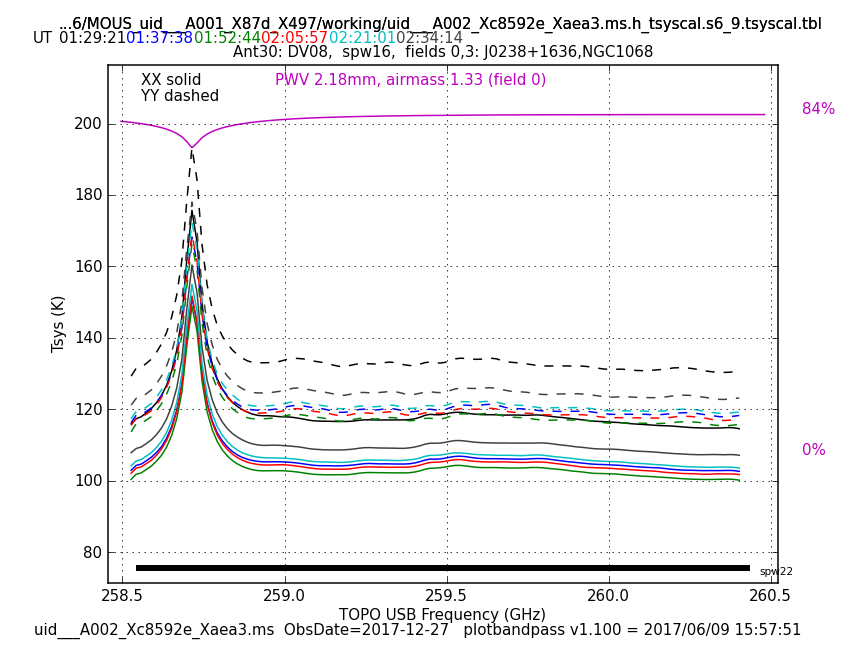 ...6/MOUS_uid___A001_X87d_X497/working/uid___A002_Xc8592e_Xaea3.ms.h_tsyscal.s6_9.tsyscal.tbl
UT 01:29:21 01:37:38 01:52:44 02:05:57 02:21:01 02:34:14
Ant30: DV08, spw16, fields 0,3: J0238+1636,NGC1068
XX solid
YY dashed
PWV 2.18mm, airmass 1.33 (field 0)
84%
0%
200
180
160
140
120
100
80
Tsys (K)
spw22
258.5 259.0 259.5 260.0 260.5
TOPO USB Frequency (GHz)
uid___A002_Xc8592e_Xaea3.ms ObsDate=2017-12-27 plotbandpass v1.100 = 2017/06/09 15:57:51